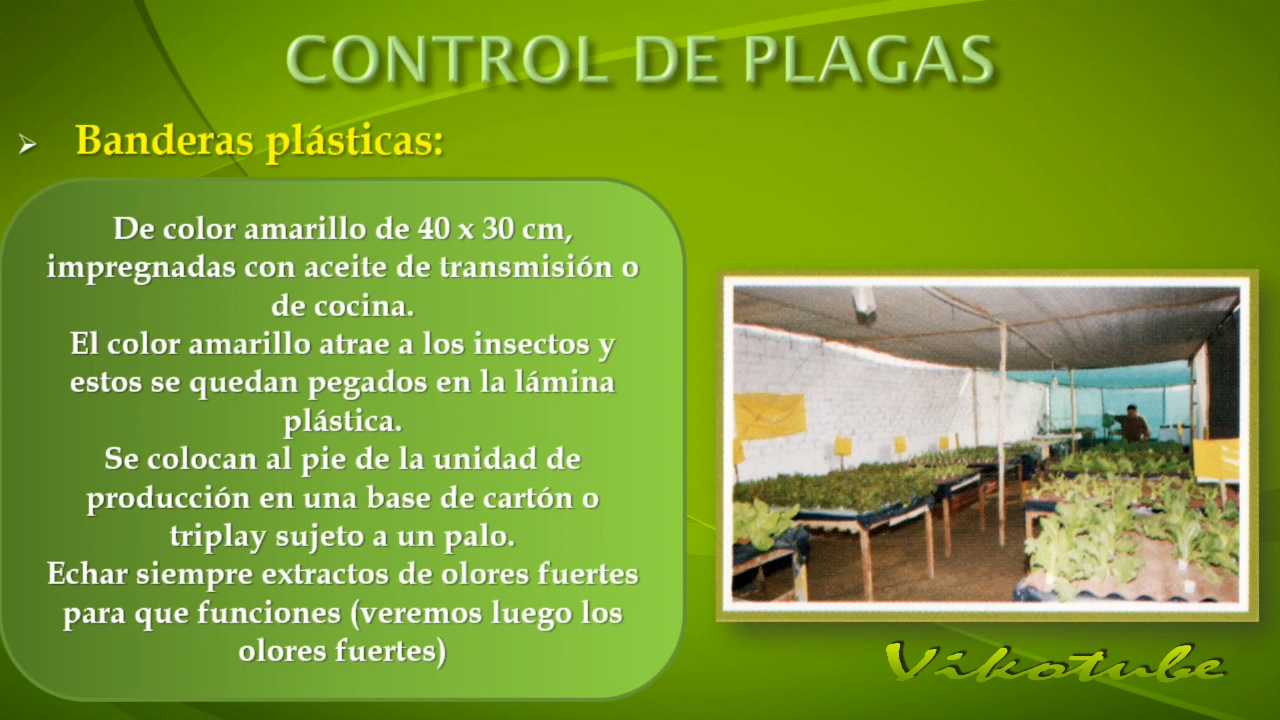 CONTROL DE PLAGAS
Banderas plásticas:
De color amarillo de 40 x 30 cm,
impregnadas con aceite de transmisión o
de cocina.
El color amarillo atrae a los insectos y
estos se quedan pegados en la lámina
plástica.
Se colocan al pie de la unidad de
producción en una base de cartón o
triplay sujeto a un palo.
Echar siempre extractos de olores fuertes
para que funciones (veremos luego los
olores fuertes)
Vikotube